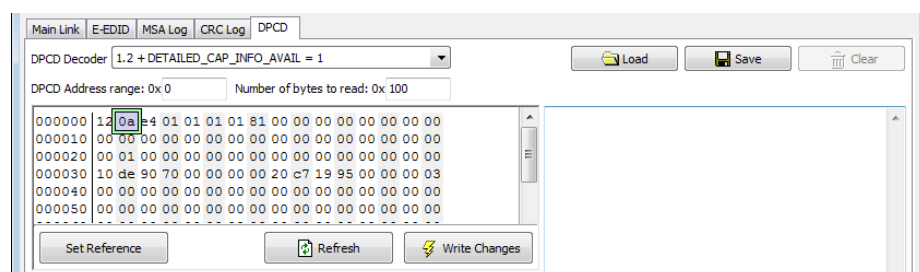 Main Link E-EDID MSA Log CRC Log DPCD
DPCD Decoder 1.2 + DETAILED_CAP_INFO_AVAIL = 1 Load Save Clear
DPCD Address range: 0x 0 Number of bytes to read: 0x 100
000000 12 0a e4 01 01 01 01 81 00 00 00 00 00 00 00 00
000010 00 00 00 00 00 00 00 00 00 00 00 00 00 00 00 00
000020 00 01 00 00 00 00 00 00 00 00 00 00 00 00 00 00
000030 10 de 90 70 00 00 00 00 20 c7 19 95 00 00 00 03
000040 00 00 00 00 00 00 00 00 00 00 00 00 00 00 00 00
000050 00 00 00 00 00 00 00 00 00 00 00 00 00 00 00 00
Set Reference Refresh Write Changes